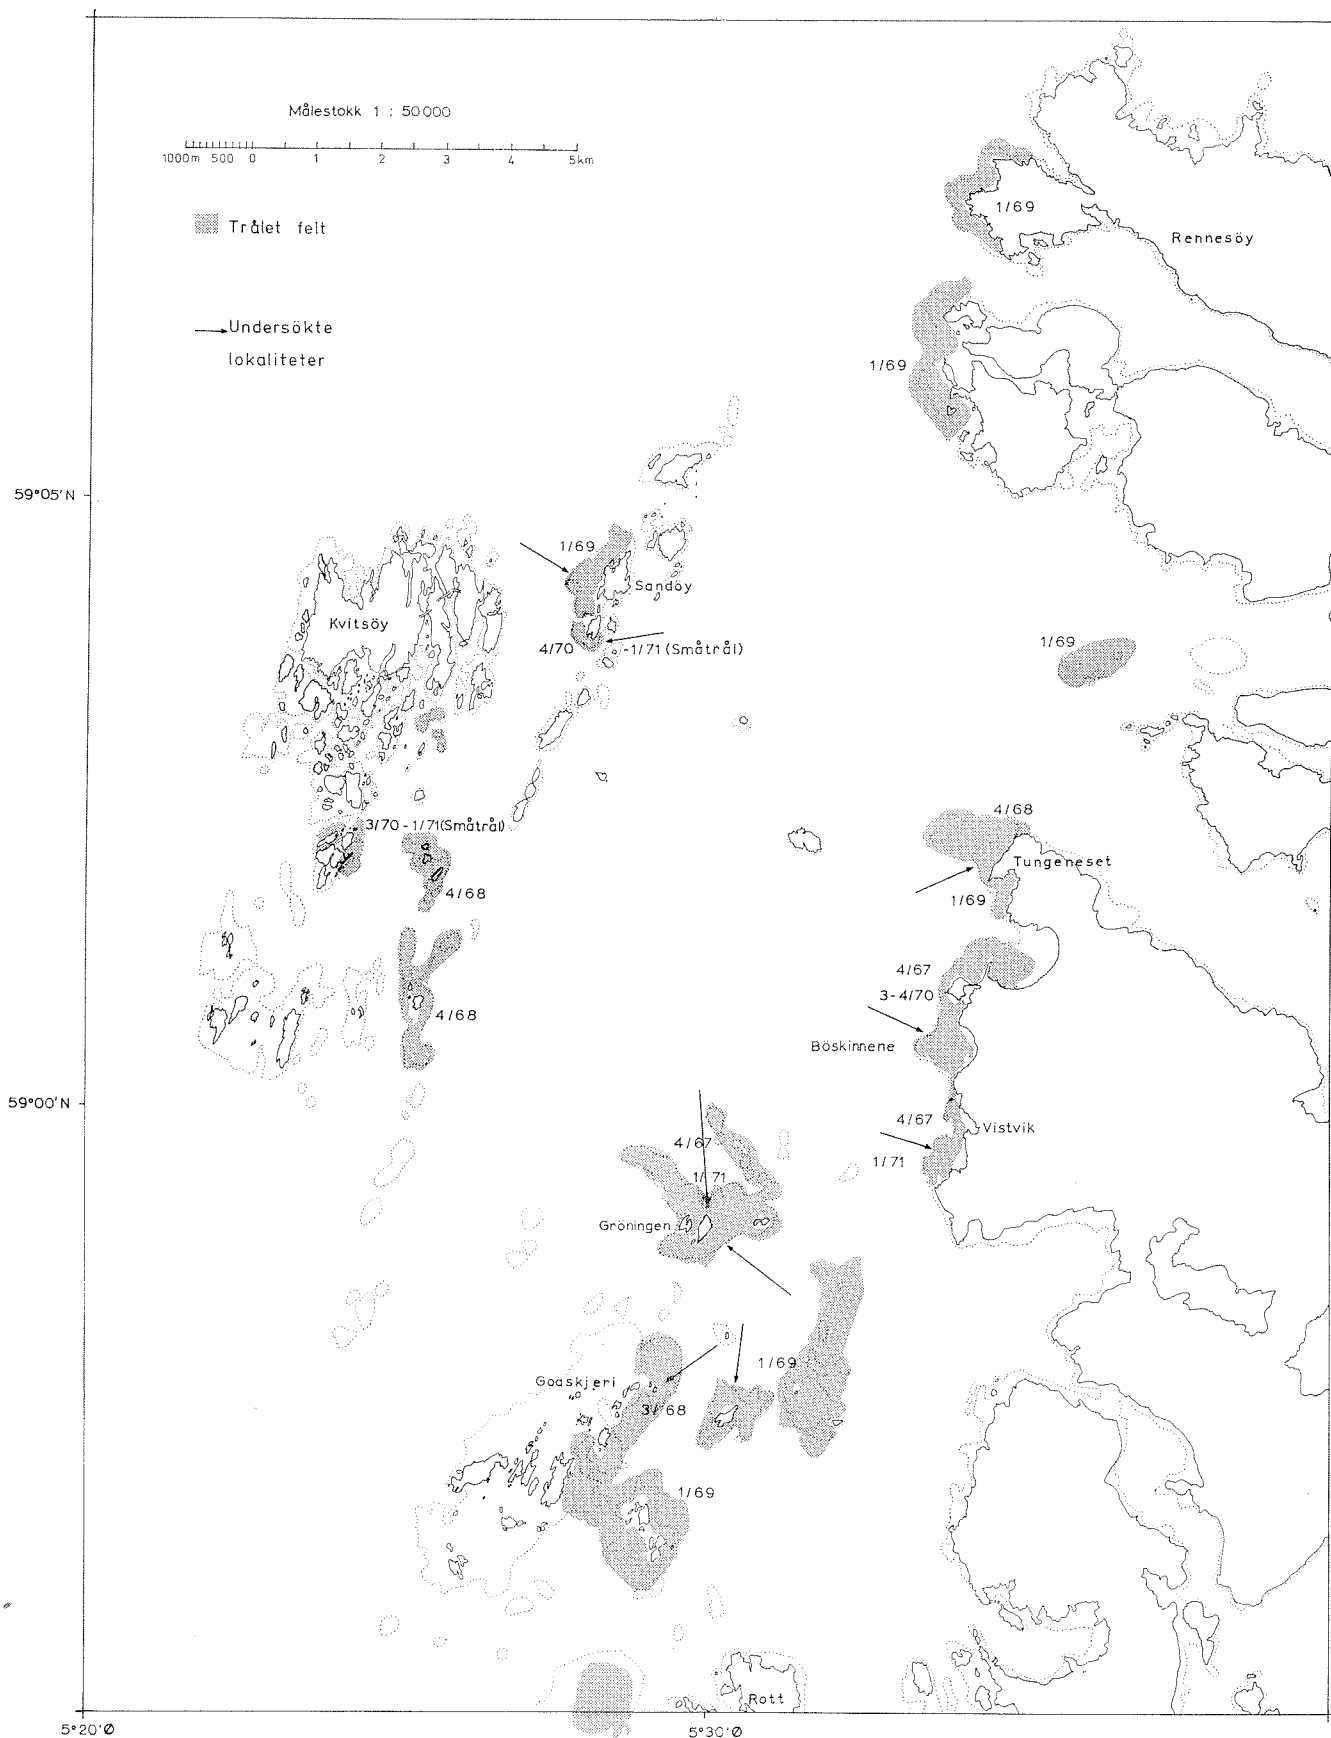 Målestokk 1 : 50000
1000m 500 0 1 2 3 4 5km
Trålet felt
Undersökte
lokaliteter
1/69
Rennesöy
1/69
59°05'N
1/69
Sandöy
Kvitsöy
4/70
-1/71 (Småtrål)
1/69
3/70-1/71(Småtrål)
4/68
Tungeneset
4/68
1/69
4/67
3-4/70
4/68
Böskinnene
59°00'N
4/67
Vistvik
4/67
1/71
1/71
Gröningen
1/69
Goaskjeri
3/68
1/69
Rott
5°20'Ø
5°30'Ø